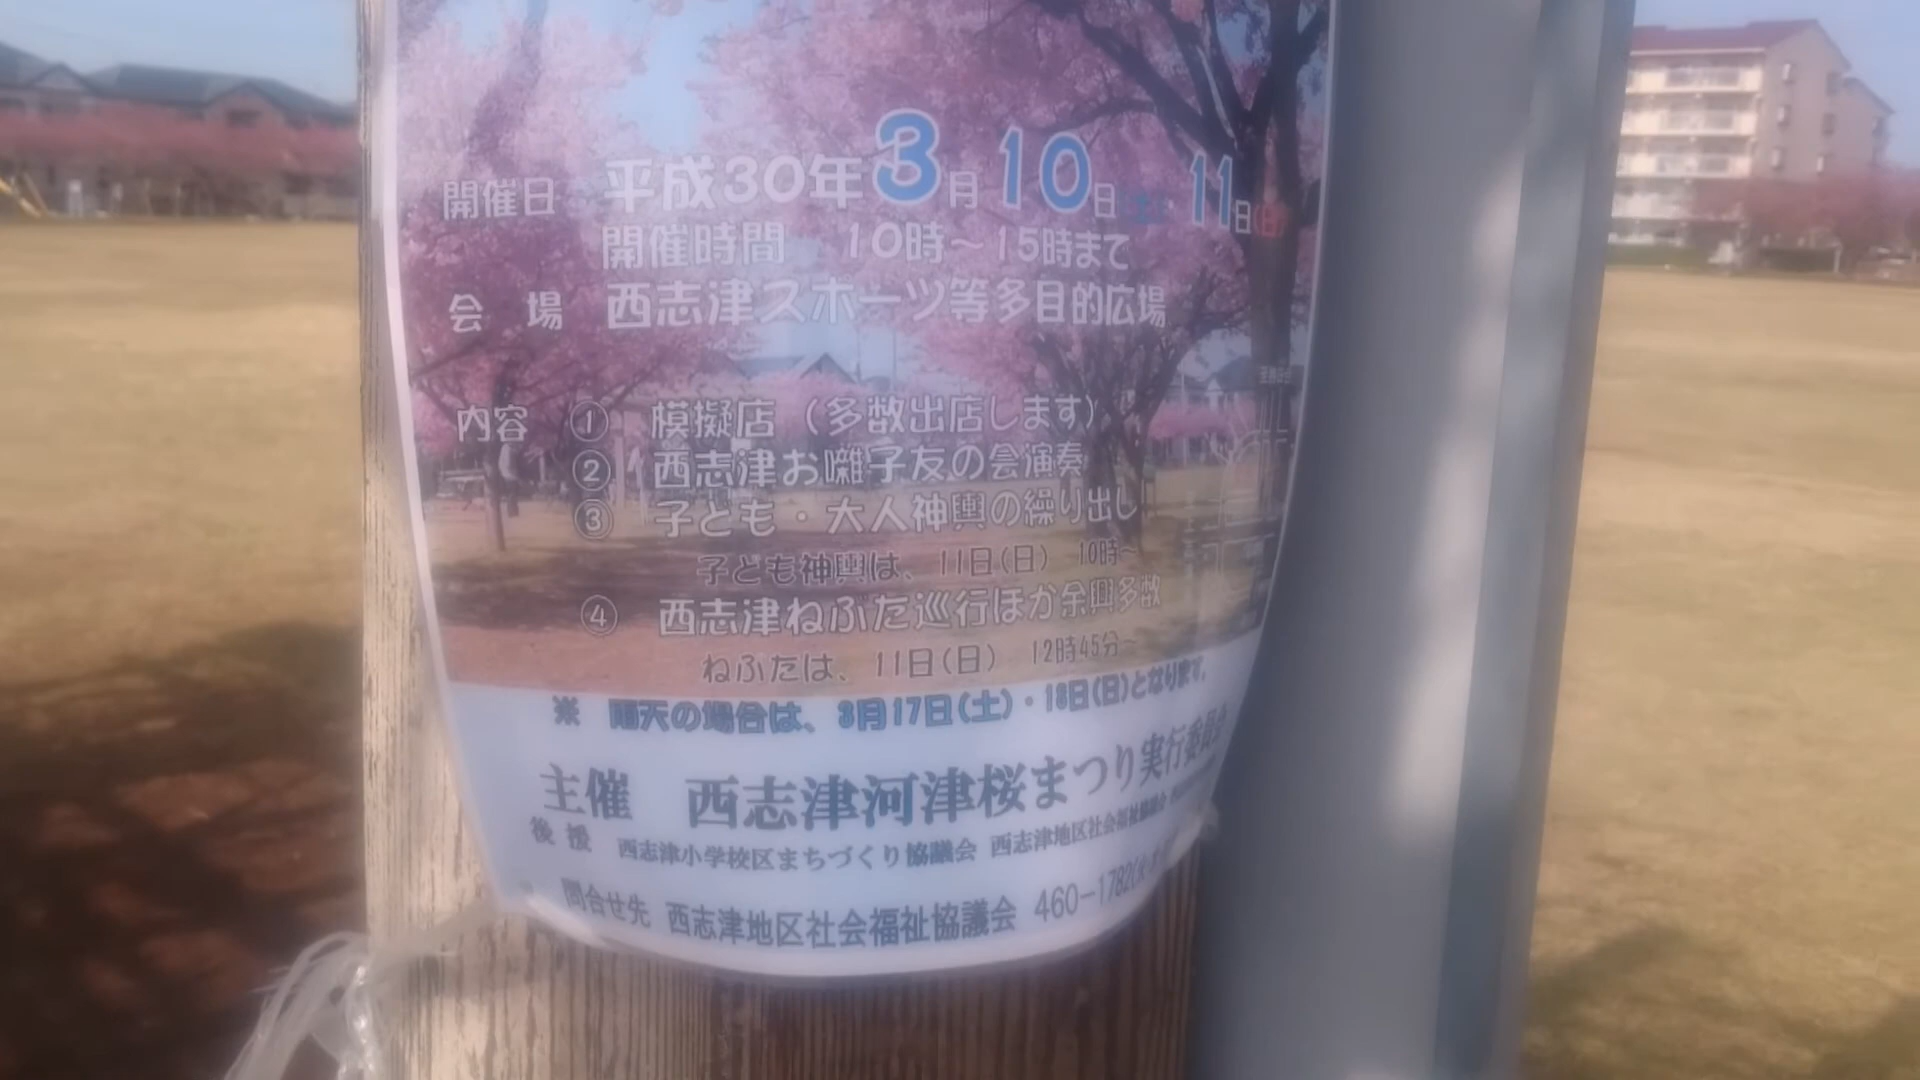 開催日 平成30年3月10日(土) 11日(日)
開催時間 10時～15時まて
会 場 西志津スポーツ等多目的広場
内容 ① 模擬店（多数出店します）
② 西志津お囃子友の会演奏
③ 子ども・大人神輿の繰り出し
子ども神輿は、11日(日) 10時～
④ 西志津ねぷた巡行ほか余興多数
ねぷたは、11日(日) 12時45分～
※ 雨天の場合は、3月17日(土)・18日(日)となります。
主催 西志津河津桜まつり実行委員会
後援 西志津小学校区まちづくり協議会 西志津地区社会福祉協議会
問合せ先 西志津地区社会福祉協議会 460-1782